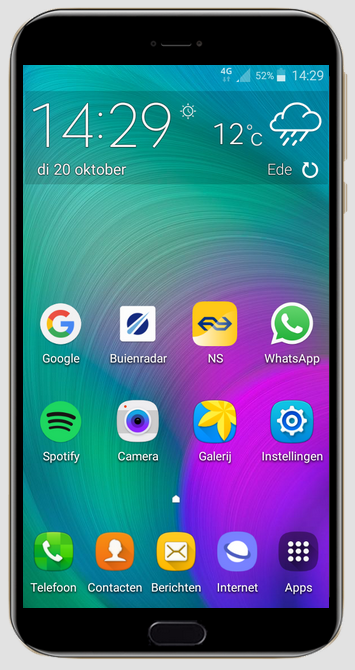 4G 52% 14:29
14:29 12°c
di 20 oktober Ede
Google Buienradar NS WhatsApp
Spotify Camera Galerij Instellingen
Telefoon Contacten Berichten Internet Apps